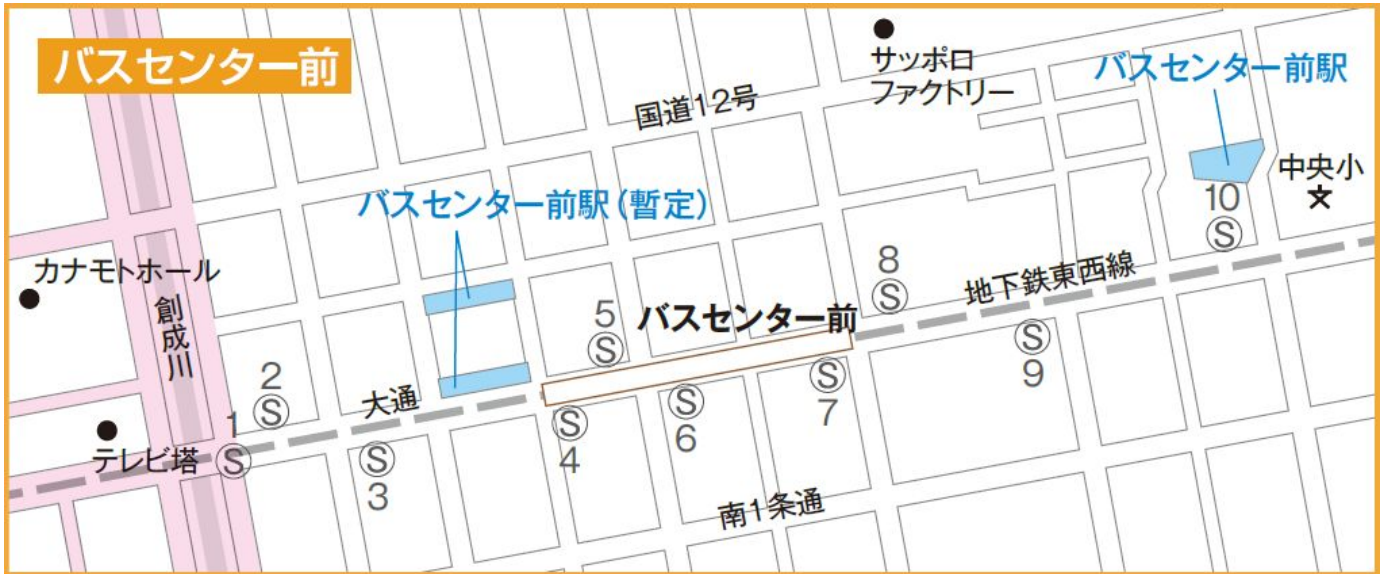 バスセンター前
サッポロ
ファクトリー
バスセンター前駅
国道12号
中央小
バスセンター前駅(暫定)
10
Ⓢ
カナモトホール
創成川
8
Ⓢ
地下鉄東西線
5
Ⓢ
バスセンター前
2
Ⓢ
大通
Ⓢ
9
Ⓢ
7
Ⓢ
6
Ⓢ
4
1
Ⓢ
テレビ塔
Ⓢ
3
南1条通